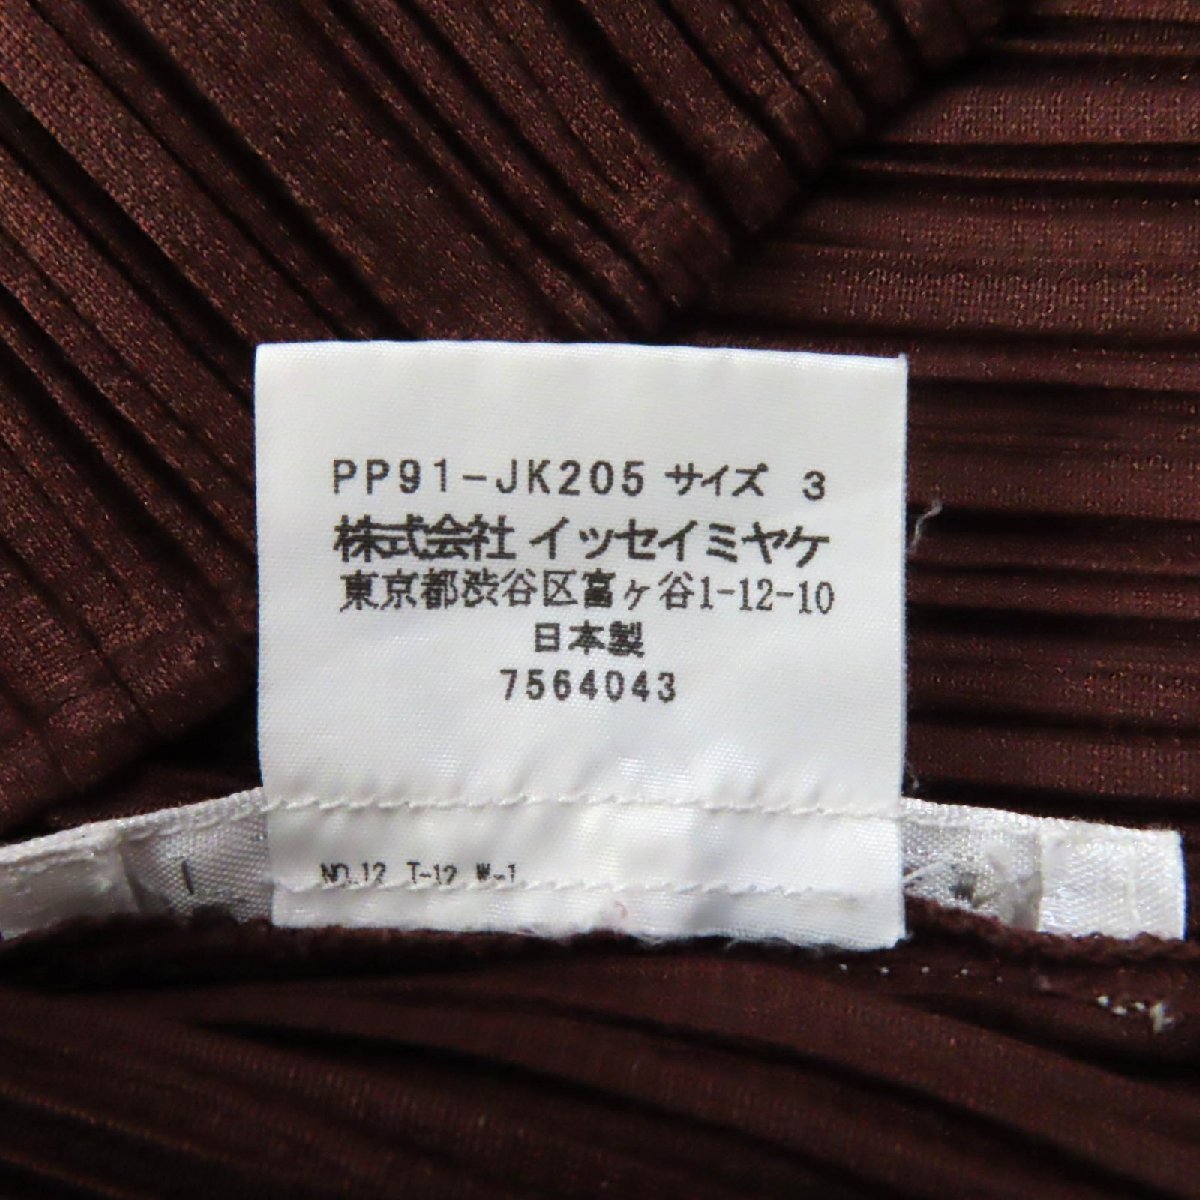 PP91-JK205 サイズ 3
株式会社 イッセイミヤケ
東京都渋谷区富ヶ谷1-12-10
日本製
7564043
NO.12 T-12 W-1